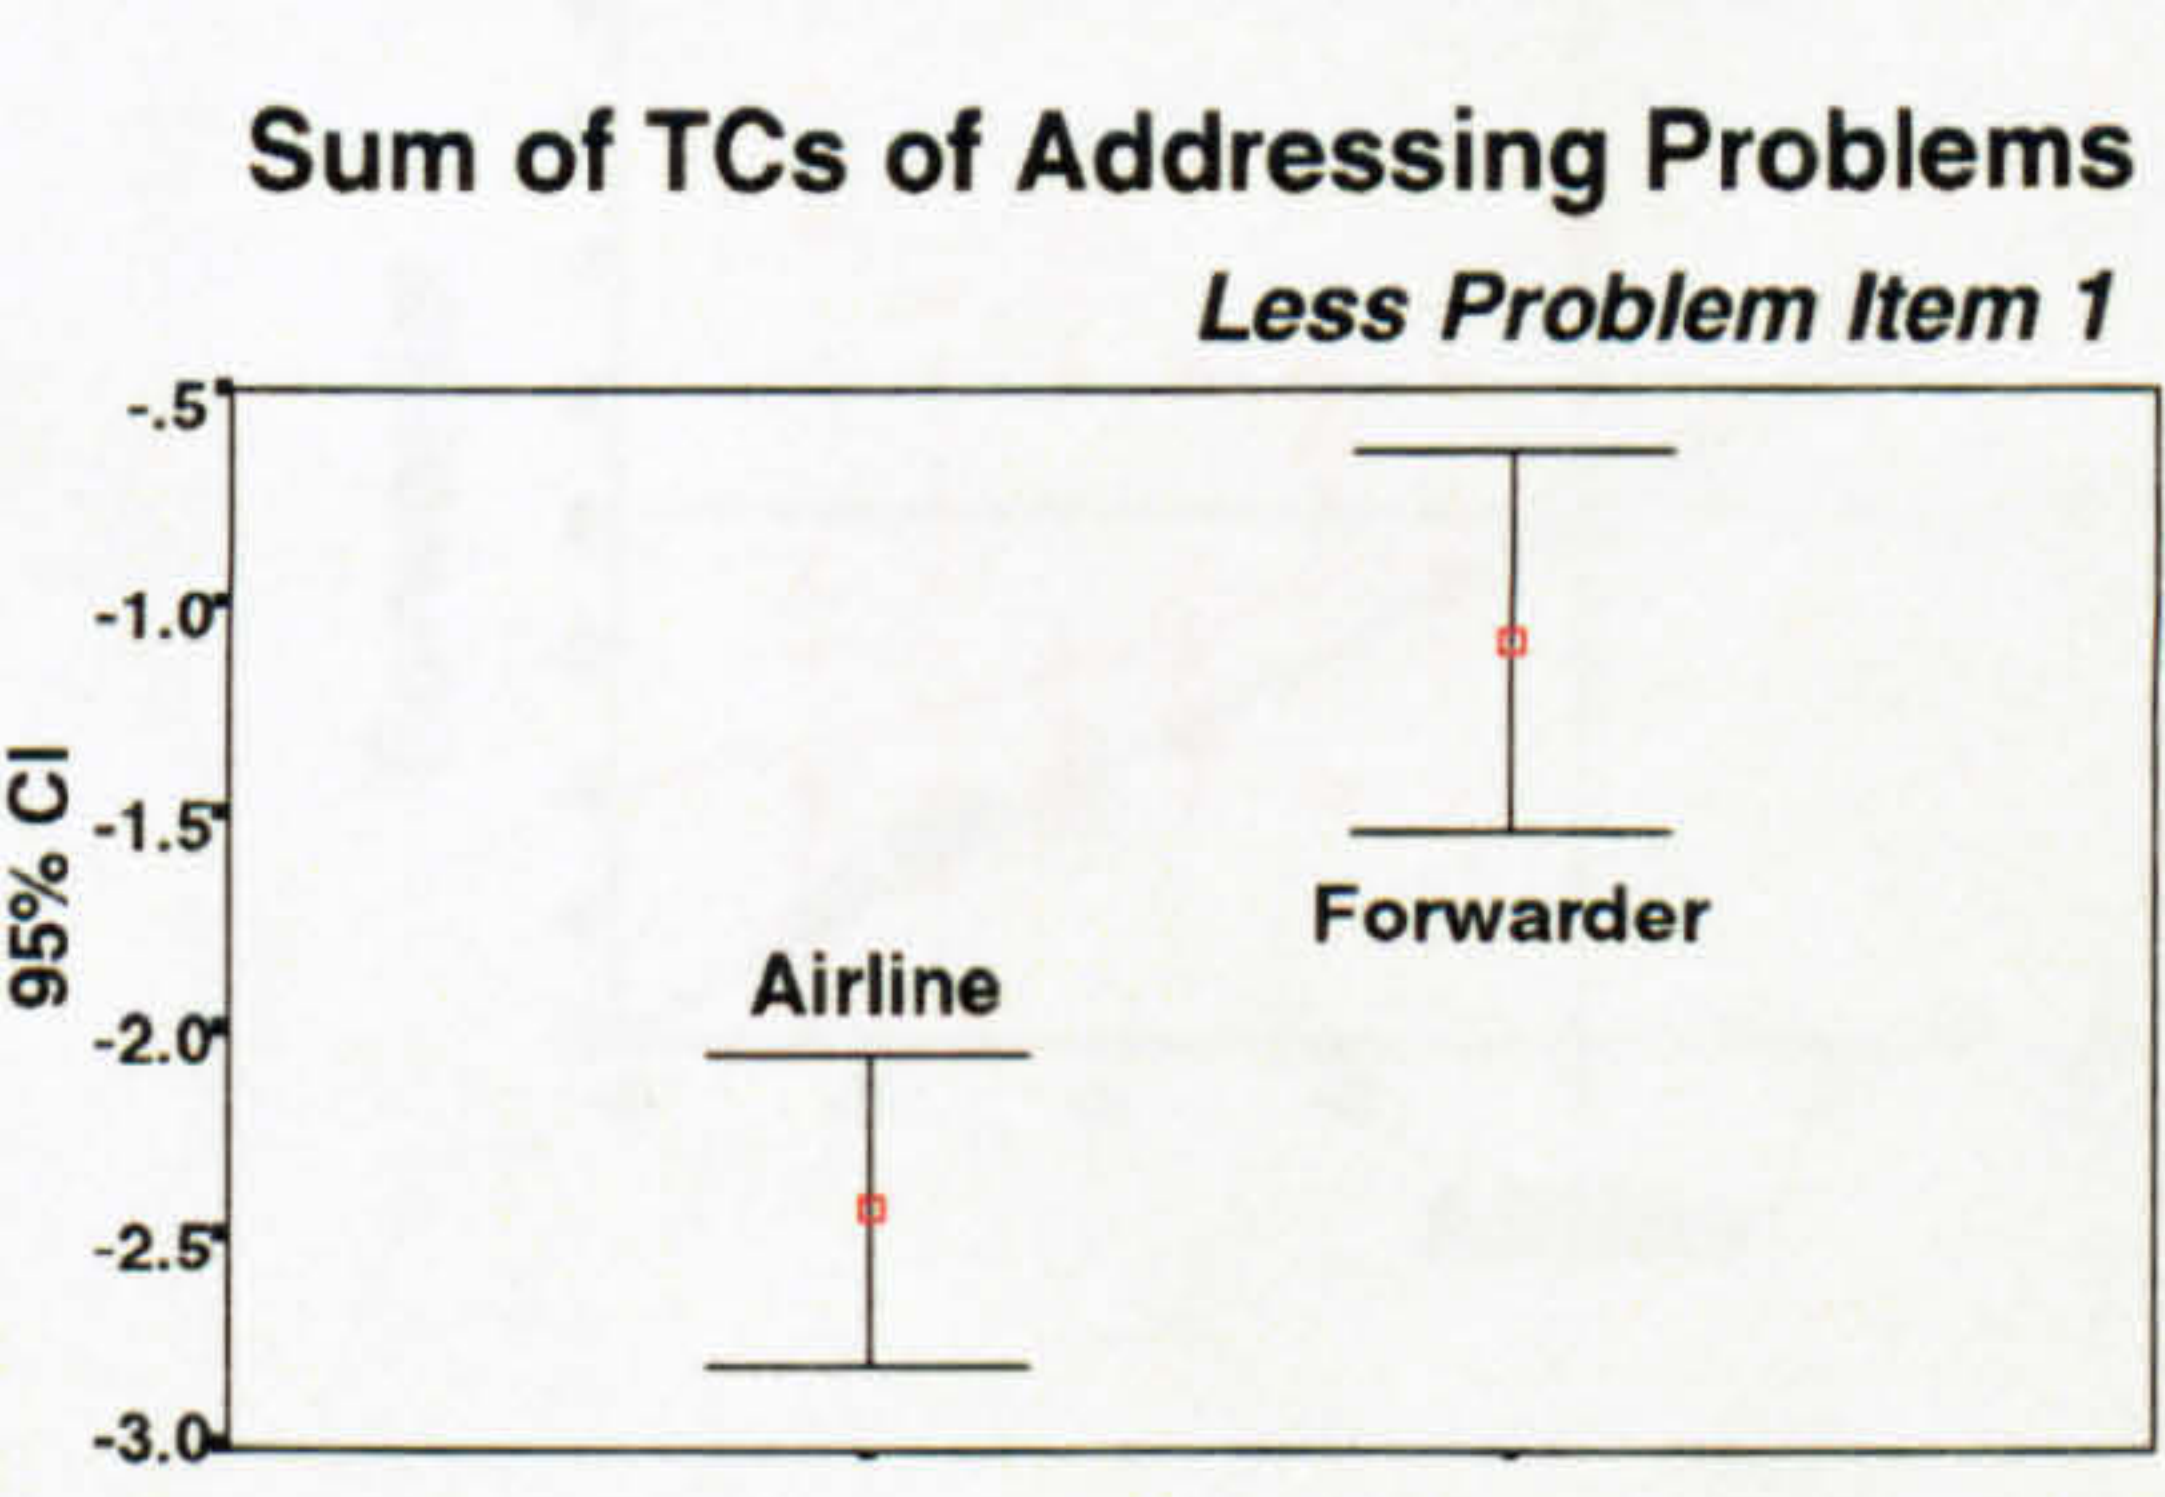 Sum of TCs of Addressing Problems
Less Problem Item 1
95% CI
-.5
-1.0
-1.5
-2.0
-2.5
-3.0
Airline
Forwarder